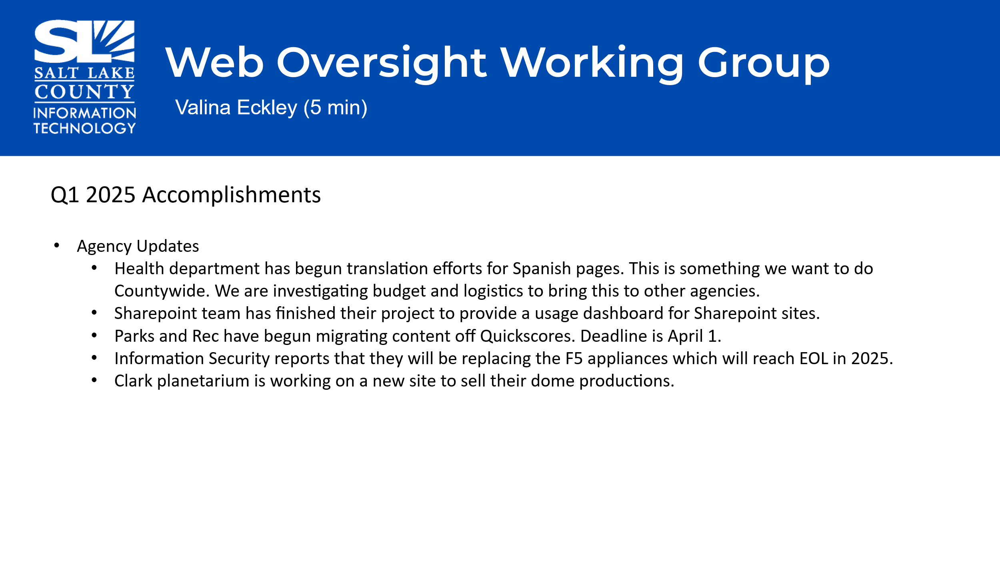 SL
SALT LAKE
COUNTY
INFORMATION
TECHNOLOGY
Web Oversight Working Group
Valina Eckley (5 min)
Q1 2025 Accomplishments
• Agency Updates
• Health department has begun translation efforts for Spanish pages. This is something we want to do
Countywide. We are investigating budget and logistics to bring this to other agencies.
• Sharepoint team has finished their project to provide a usage dashboard for Sharepoint sites.
• Parks and Rec have begun migrating content off Quickscores. Deadline is April 1.
• Information Security reports that they will be replacing the F5 appliances which will reach EOL in 2025.
• Clark planetarium is working on a new site to sell their dome productions.